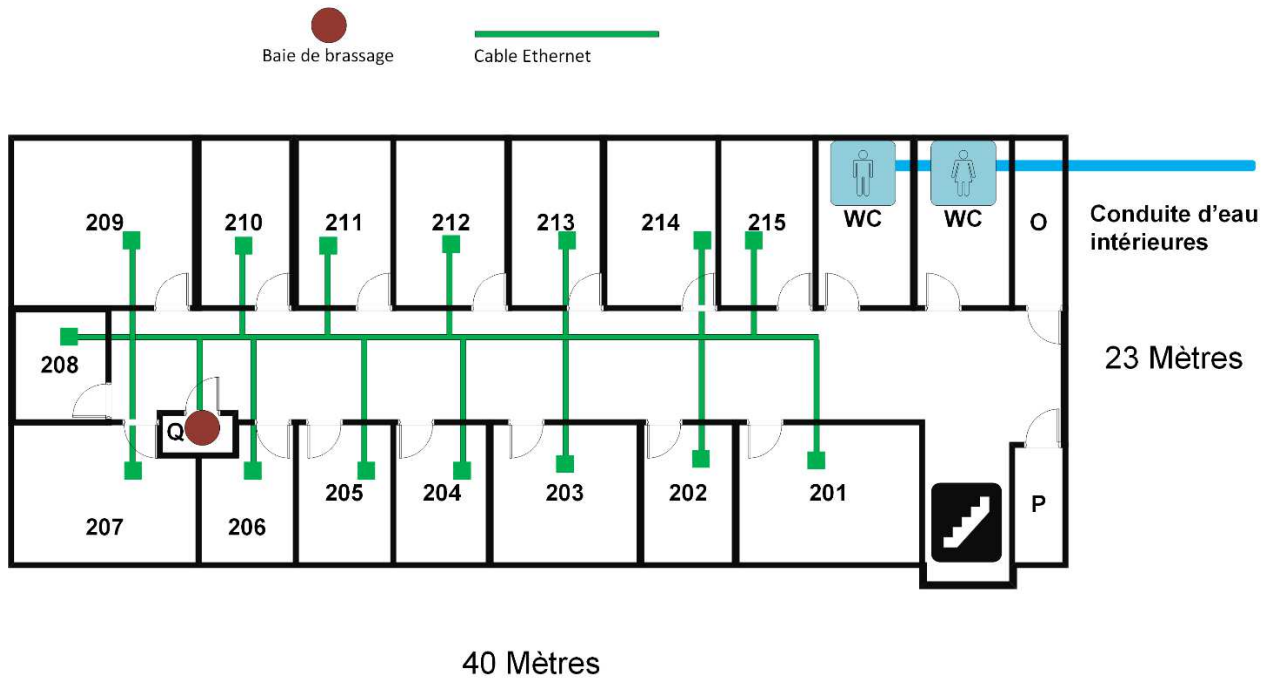 Baie de brassage
Cable Ethernet
209
210
211
212
213
214
215
WC
WC
O
Conduite d'eau
intérieures
208
23 Mètres
Q
207
206
205
204
203
202
201
P
40 Mètres